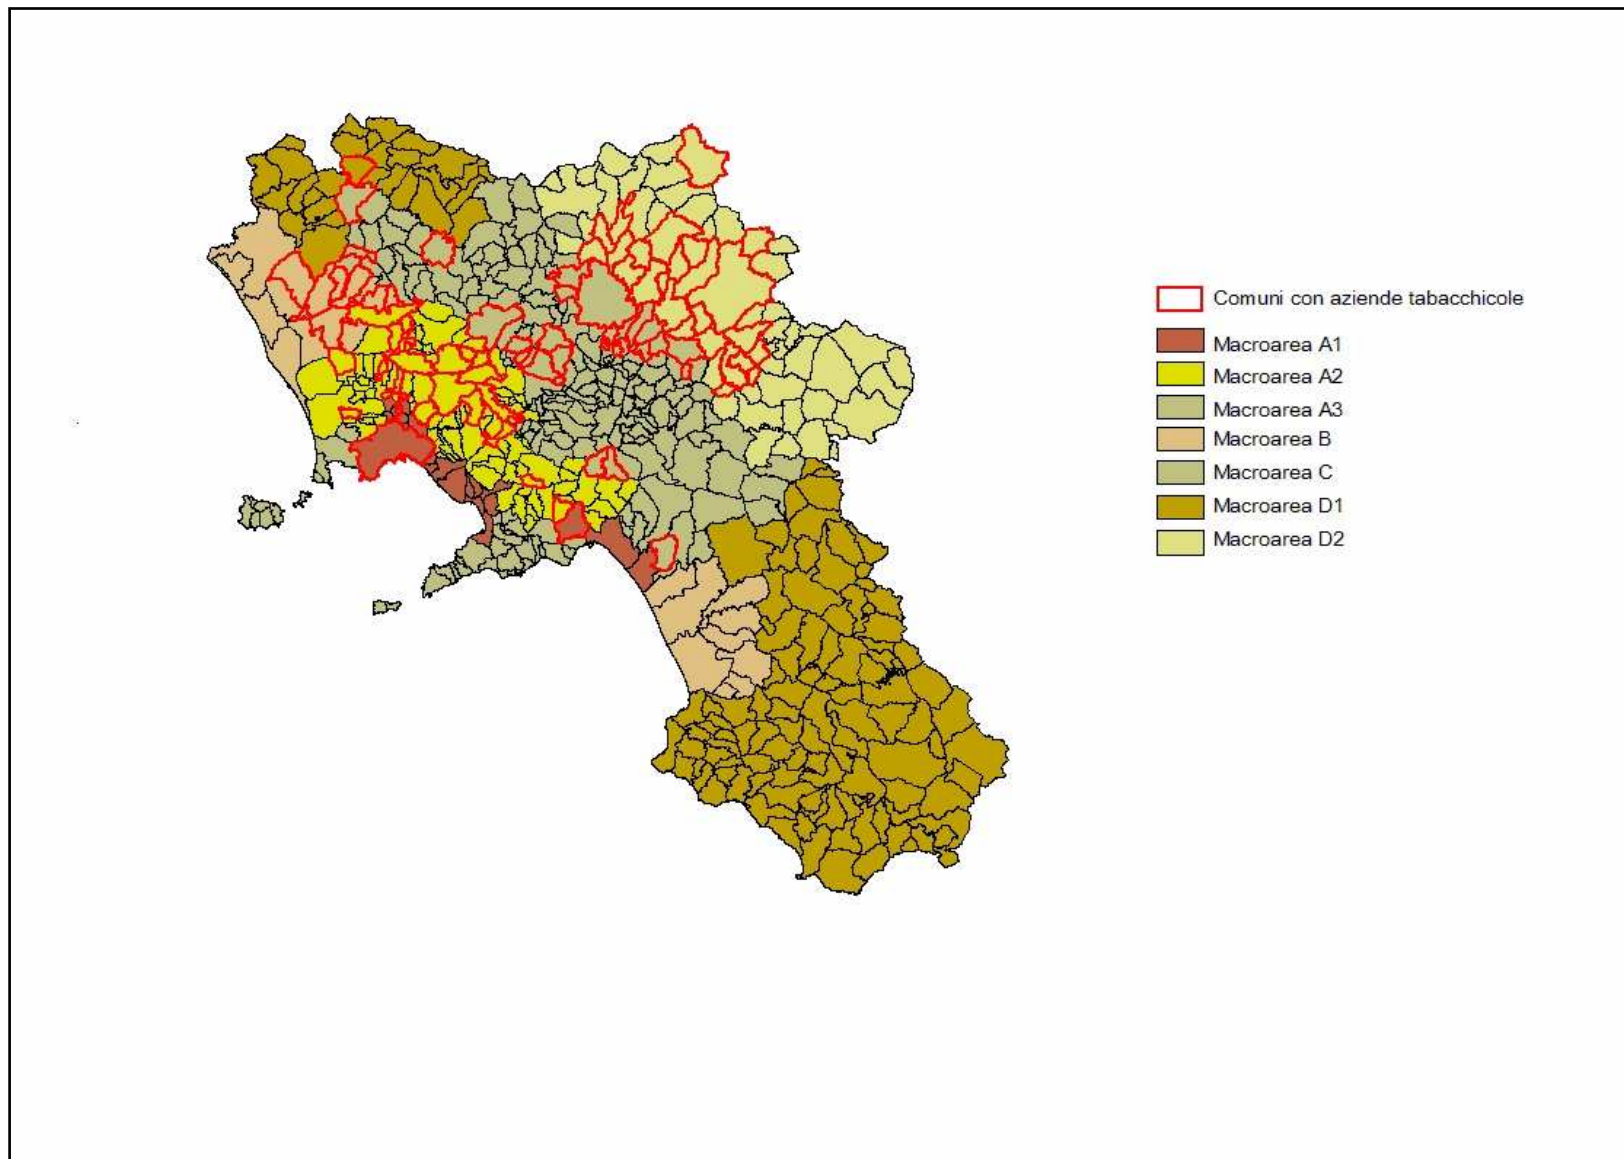 Comuni con aziende tabacchicole
Macroarea A1
Macroarea A2
Macroarea A3
Macroarea B
Macroarea C
Macroarea D1
Macroarea D2